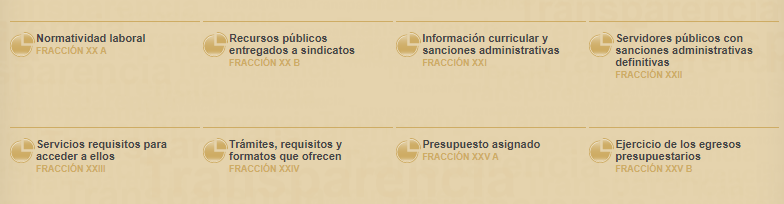 Normatividad laboral
FRACCIÓN XX A
Recursos públicos
entregados a sindicatos
FRACCIÓN XX B
Información curricular y
sanciones administrativas
FRACCIÓN XXI
Servidores públicos con
sanciones administrativas
definitivas
FRACCIÓN XXII
Servicios requisitos para
acceder a ellos
FRACCIÓN XXIII
Trámites, requisitos y
formatos que ofrecen
FRACCIÓN XXIV
Presupuesto asignado
FRACCIÓN XXV A
Ejercicio de los egresos
presupuestarios
FRACCIÓN XXV B